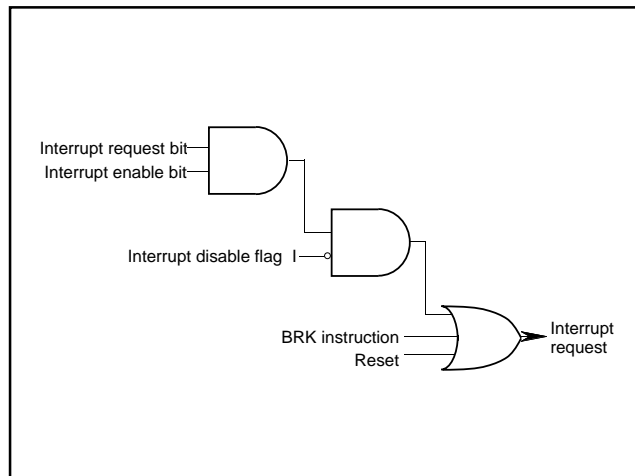 Interrupt request bit
Interrupt enable bit
Interrupt disable flag I
BRK instruction
Reset
Interrupt
request